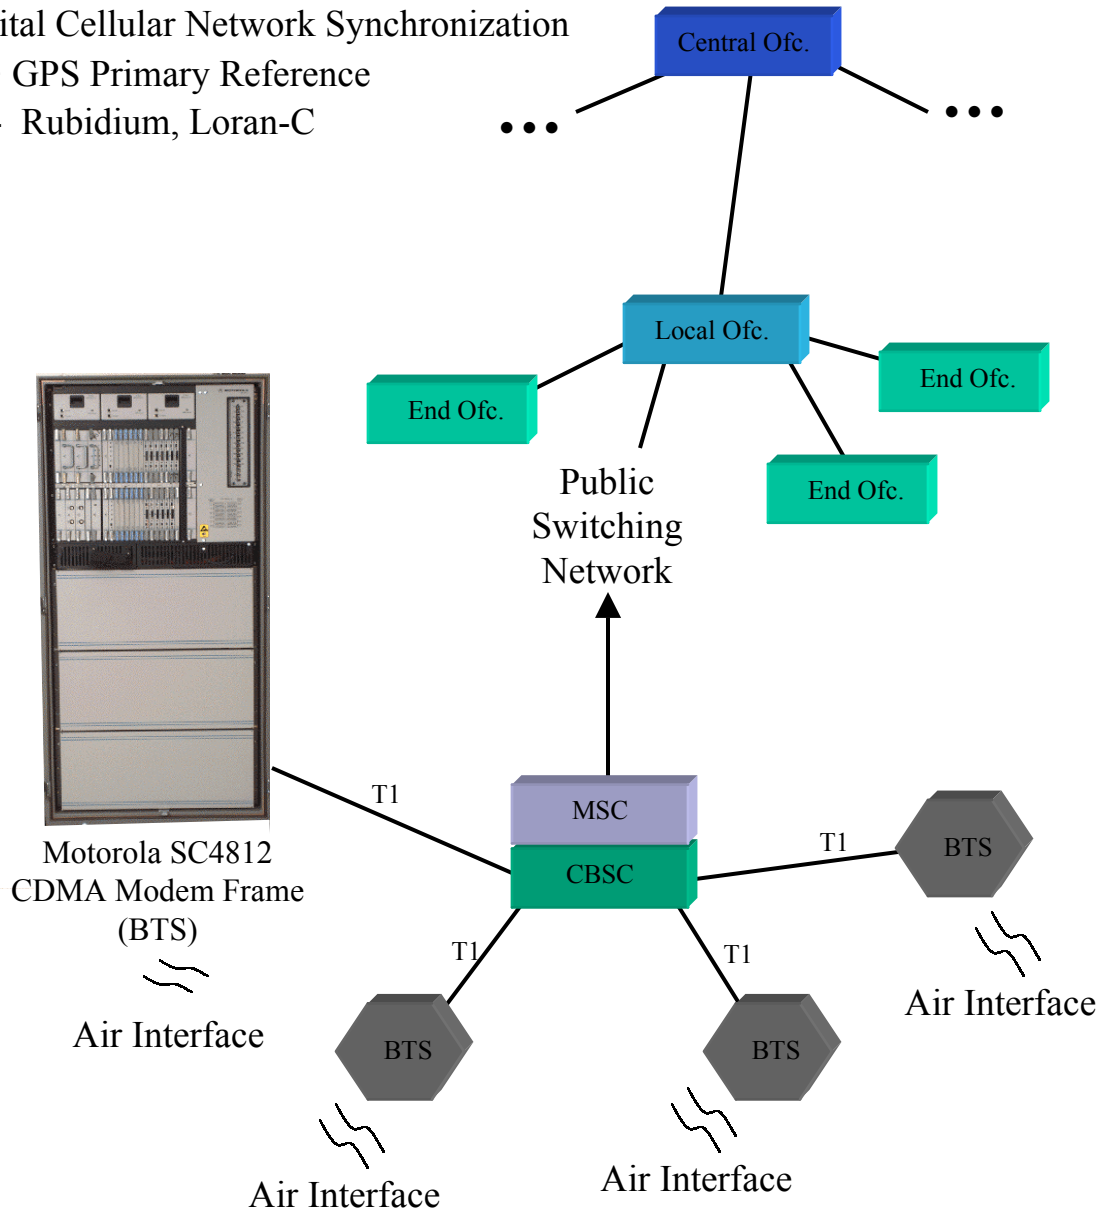 ital Cellular Network Synchronization
GPS Primary Reference
- Rubidium, Loran-C
Central Ofc.
...
...
Local Ofc.
End Ofc.
End Ofc.
End Ofc.
Public
Switching
Network
MOTOROLA
T1
MSC
CBSC
T1
BTS
Motorola SC4812
CDMA Modem Frame
(BTS)
T1
T1
Air Interface
Air Interface
BTS
BTS
Air Interface
Air Interface